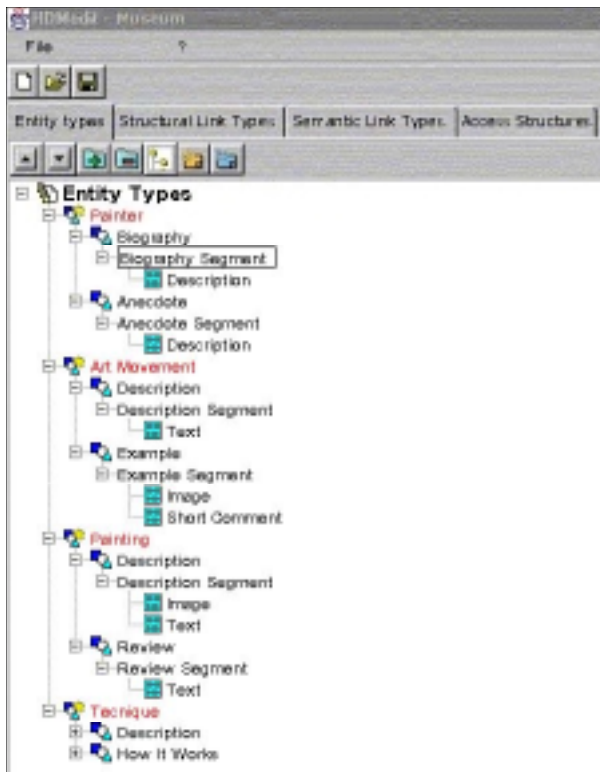 HDMedit - Museum
File ?
Entity types Structural Link Types Semantic Link Types Access Structures
Entity Types
Painter
Biography
Biography Segment
Description
Anecdote
Anecdote Segment
Description
Art Movement
Description
Description Segment
Text
Example
Example Segment
Image
Short Comment
Painting
Description
Description Segment
Image
Text
Review
Review Segment
Text
Tecnique
Description
How It Works